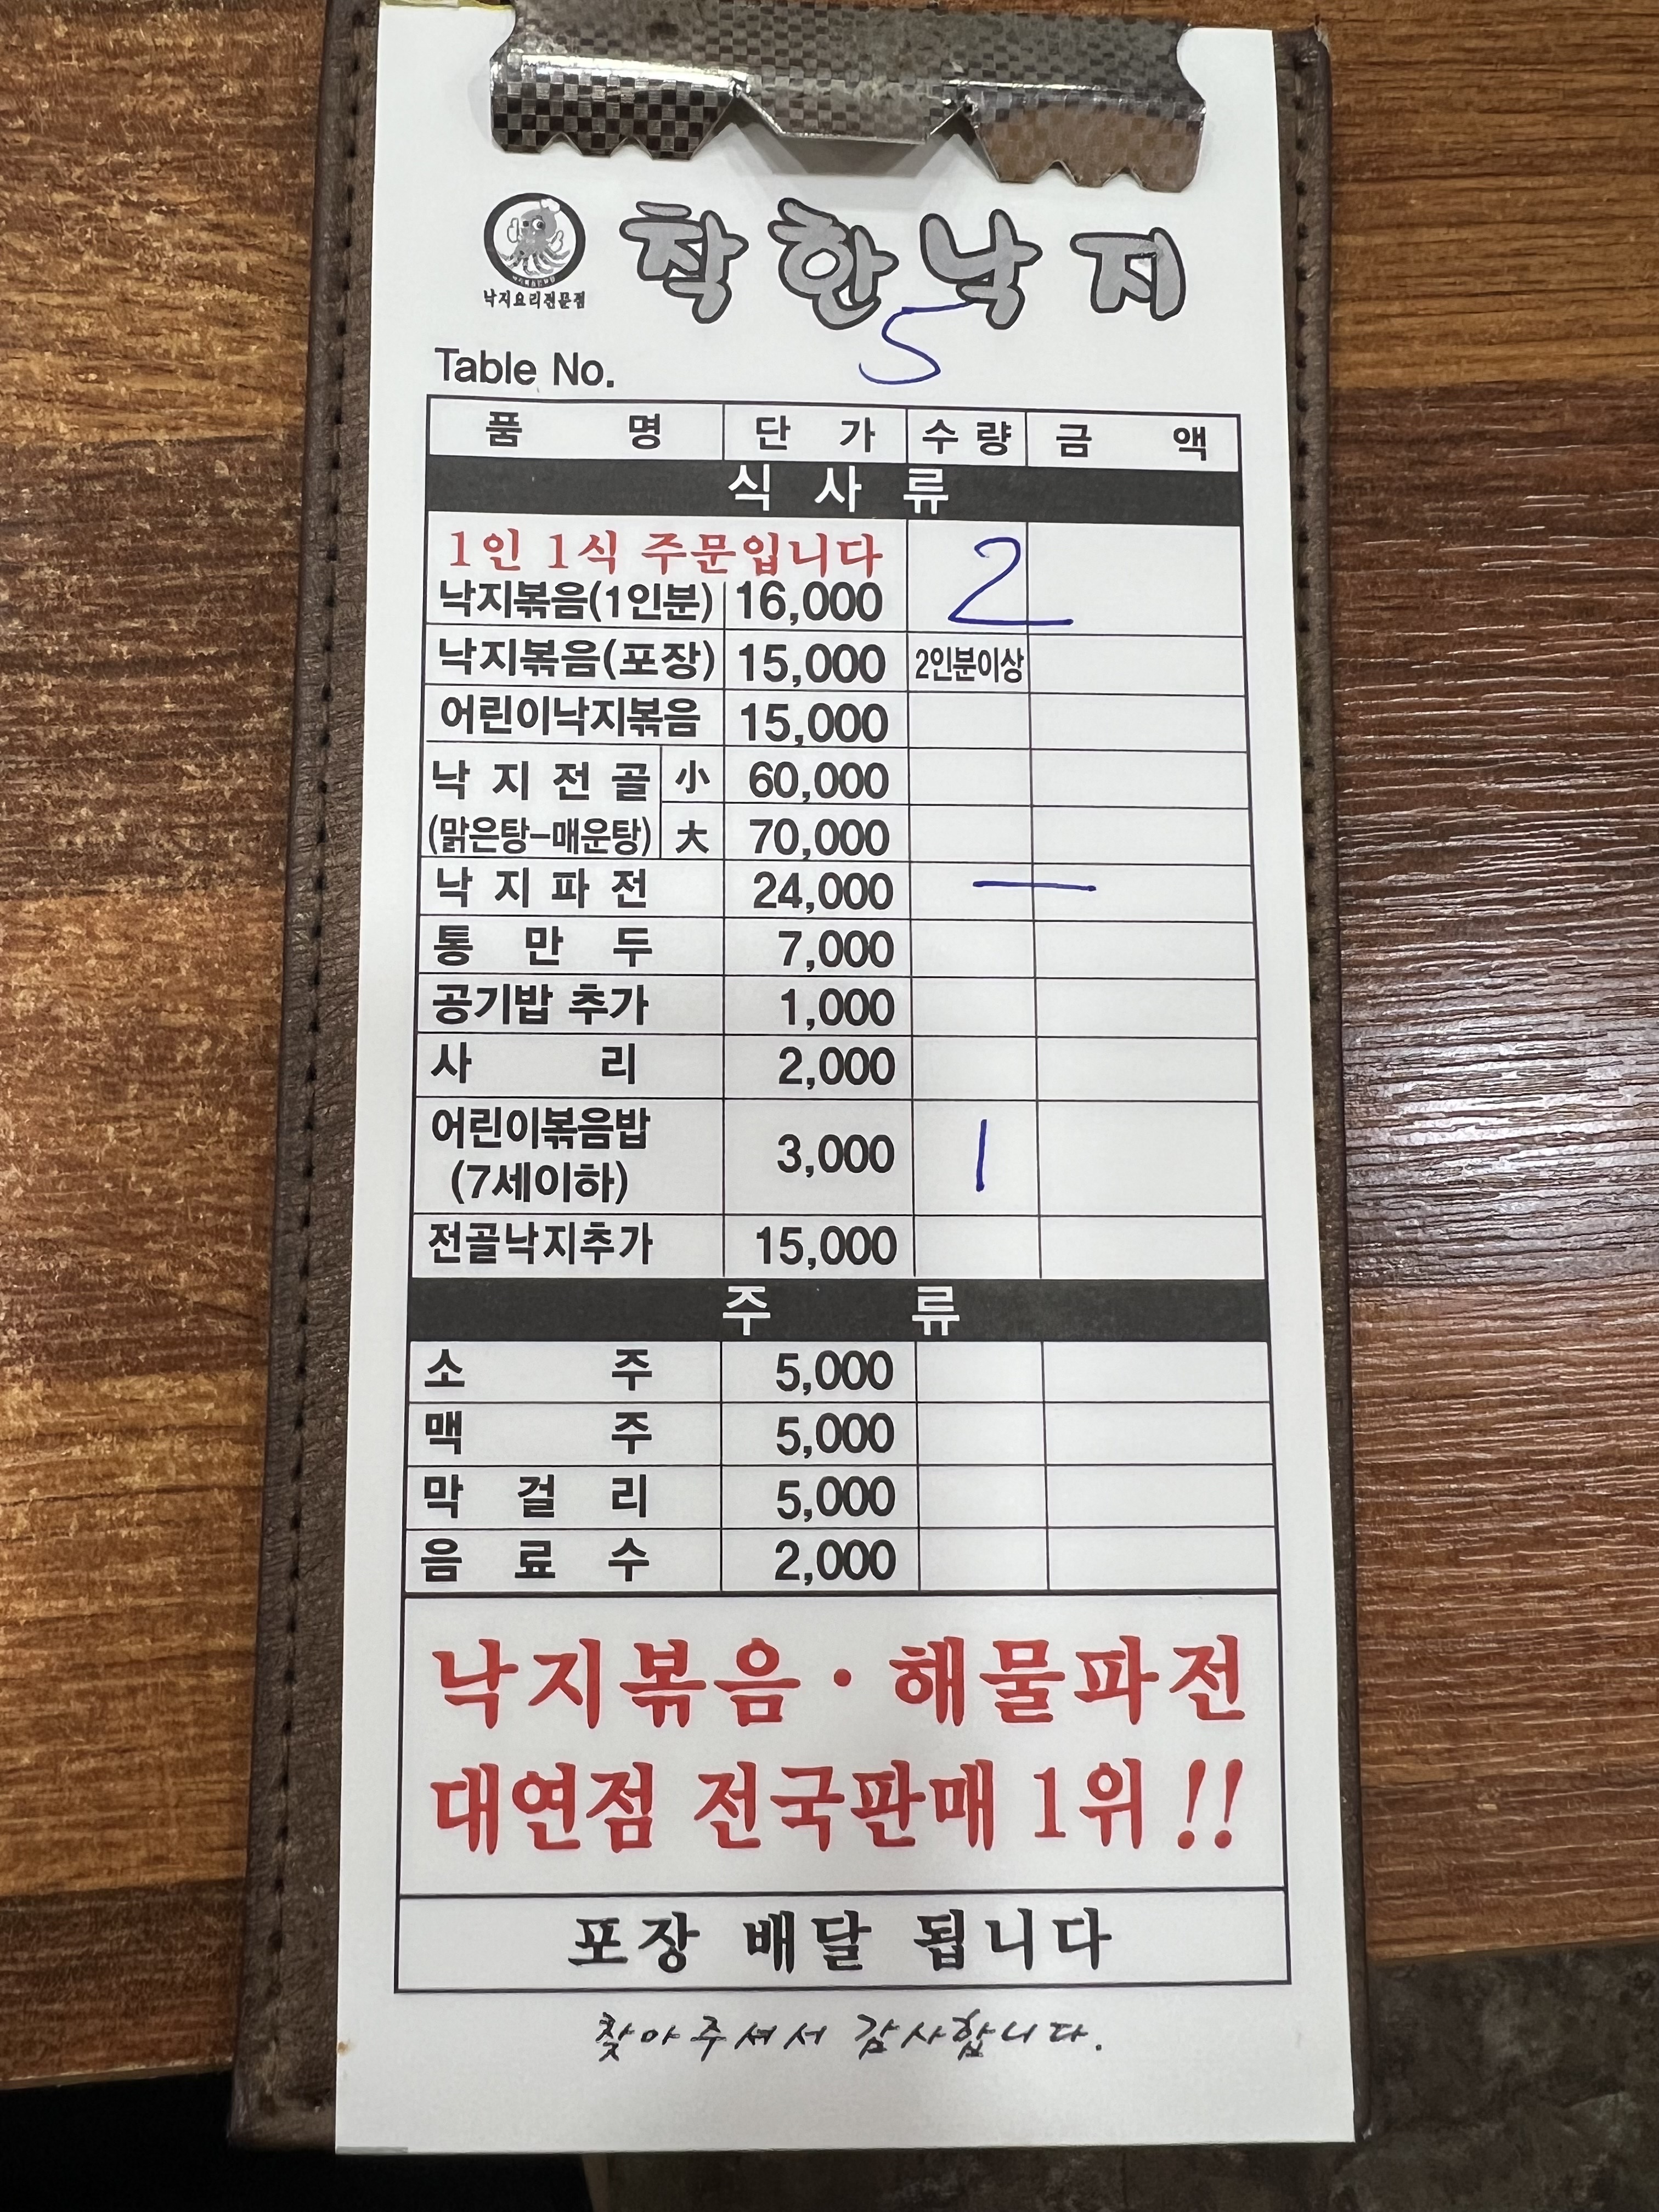 착한낙지
낙지요리전문점
Table No. 5
품명 단가 수량 금액
식사류
1인 1식 주문입니다
낙지볶음(1인분) 16,000 2
낙지볶음(포장) 15,000 2인분이상
어린이낙지볶음 15,000
낙지전골 小 60,000
(맑은탕-매운탕) 大 70,000
낙지파전 24,000 一
통만두 7,000
공기밥 추가 1,000
사리 2,000
어린이볶음밥
(7세이하) 3,000 1
전골낙지추가 15,000
주류
소주 5,000
맥주 5,000
막걸리 5,000
음료수 2,000
낙지볶음·해물파전
대연점 전국판매 1위!!
포장 배달 됩니다
찾아주셔서 감사합니다.